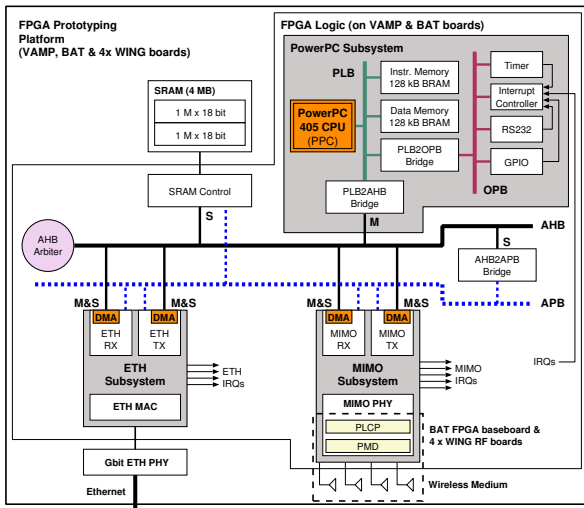 FPGA Prototyping
Platform
(VAMP, BAT & 4x WING boards)
FPGA Logic (on VAMP & BAT boards)
PowerPC Subsystem
PLB
Instr. Memory
128 kB BRAM
Data Memory
128 kB BRAM
PLB2OPB
Bridge
PowerPC
405 CPU
(PPC)
PLB2AHB
Bridge
M
Timer
Interrupt
Controller
RS232
GPIO
OPB
SRAM (4 MB)
1 M x 18 bit
1 M x 18 bit
SRAM Control
S
AHB
Arbiter
AHB
S
AHB2APB
Bridge
APB
M&S
M&S
DMA
DMA
ETH
RX
ETH
TX
ETH
Subsystem
ETH MAC
ETH
IRQs
Gbit ETH PHY
Ethernet
M&S
M&S
DMA
DMA
MIMO
RX
MIMO
TX
MIMO
Subsystem
MIMO PHY
PLCP
PMD
MIMO
IRQs
IRQs
BAT FPGA baseboard &
4 x WING RF boards
Wireless Medium